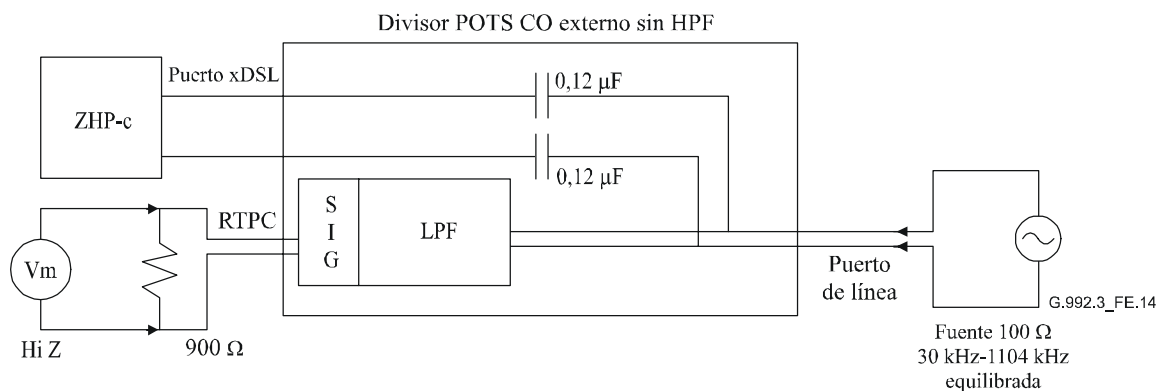 Divisor POTS CO externo sin HPF
Puerto xDSL
0,12 µF
ZHP-c
0,12 µF
S
I
G
LPF
RTPC
Vm
Hi Z
900 Ω
Puerto
de línea
G.992.3_FE.14
Fuente 100 Ω
30 kHz-1104 kHz
equilibrada